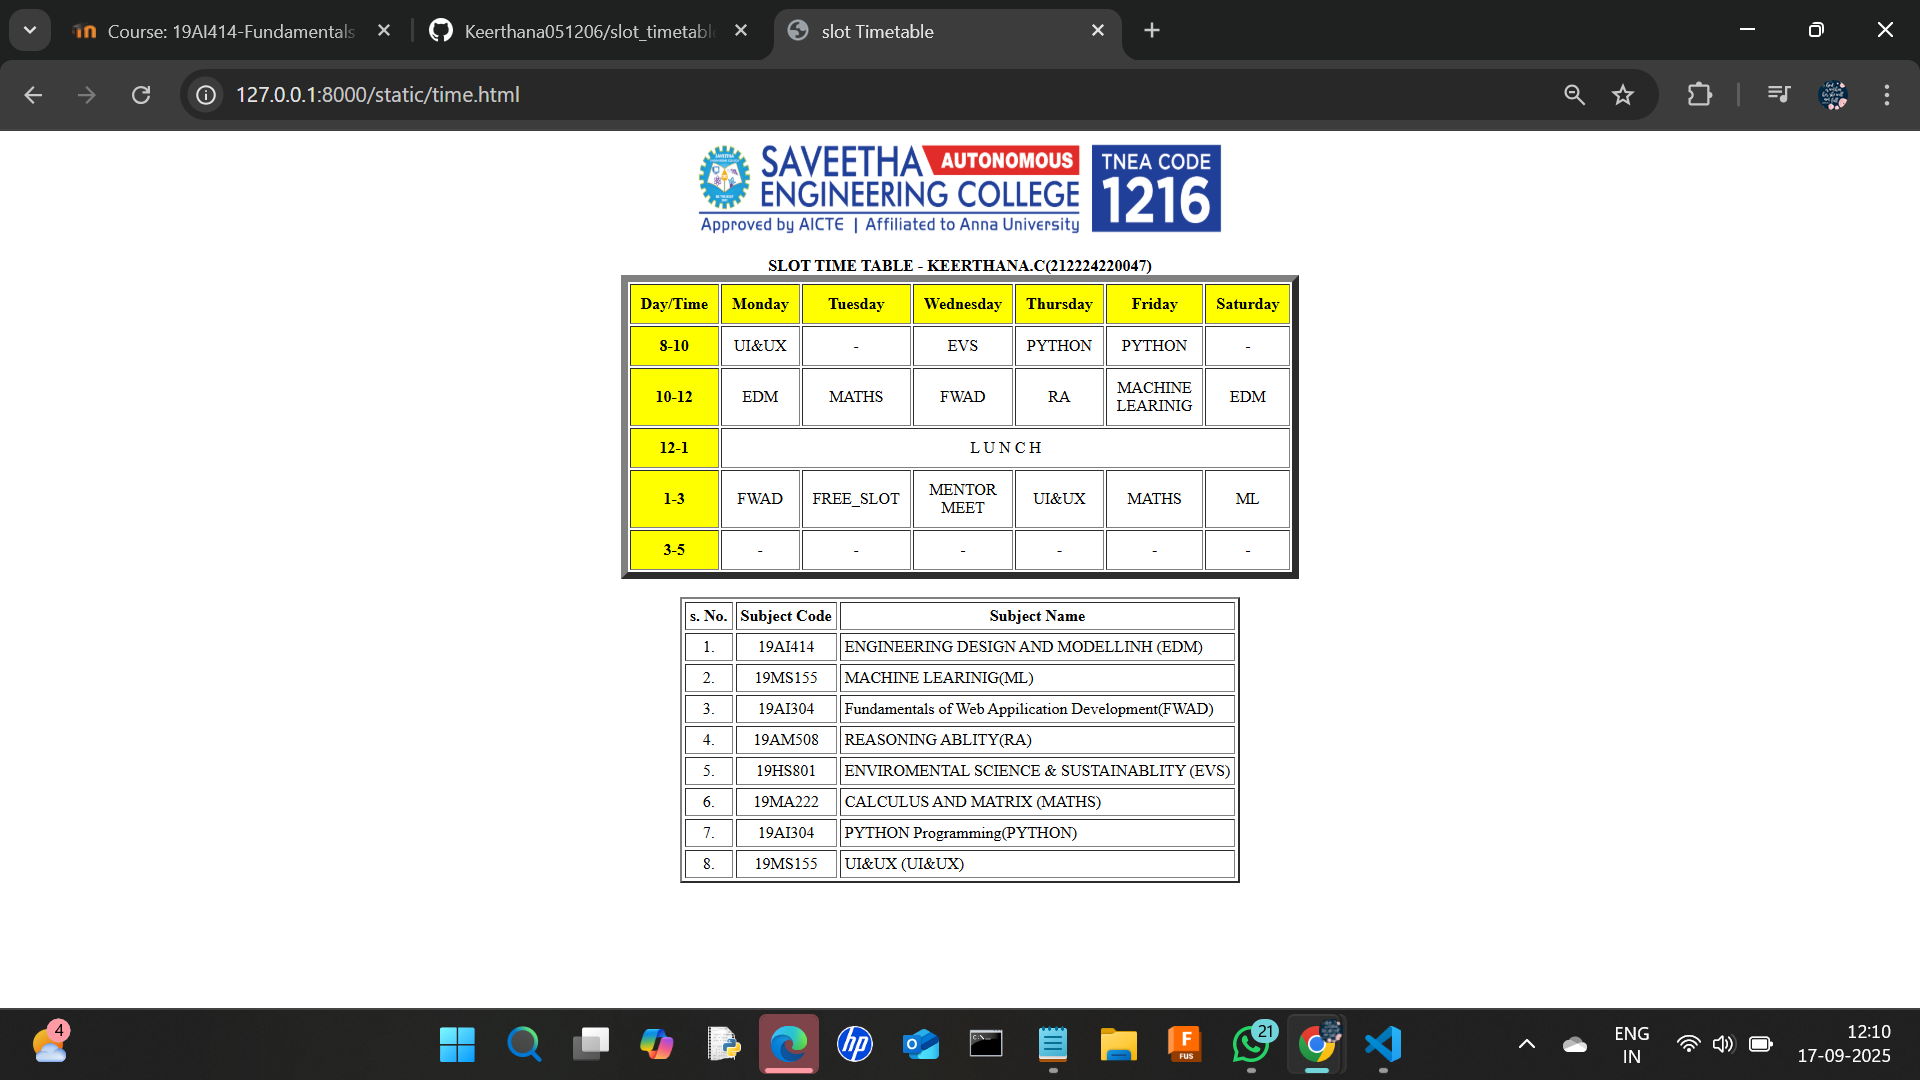 Course: 19AI414-Fundamentals
Keerthana051206/slot_timetabl
slot Timetable
127.0.0.1:8000/static/time.html
SAVEETHA AUTONOMOUS
ENGINEERING COLLEGE
Approved by AICTE | Affiliated to Anna University
TNEA CODE
1216
SLOT TIME TABLE - KEERTHANA.C(212224220047)
Day/Time Monday Tuesday Wednesday Thursday Friday Saturday
8-10 UI&UX - EVS PYTHON PYTHON -
10-12 EDM MATHS FWAD RA MACHINE LEARINIG EDM
12-1 L U N C H
1-3 FWAD FREE_SLOT MENTOR MEET UI&UX MATHS ML
3-5 - - - - - -
s. No. Subject Code Subject Name
1. 19AI414 ENGINEERING DESIGN AND MODELLINH (EDM)
2. 19MS155 MACHINE LEARINIG(ML)
3. 19AI304 Fundamentals of Web Appilication Development(FWAD)
4. 19AM508 REASONING ABLITY(RA)
5. 19HS801 ENVIROMENTAL SCIENCE & SUSTAINABLITY (EVS)
6. 19MA222 CALCULUS AND MATRIX (MATHS)
7. 19AI304 PYTHON Programming(PYTHON)
8. 19MS155 UI&UX (UI&UX)
4
hp
F
FUS
21
ENG
IN
12:10
17-09-2025